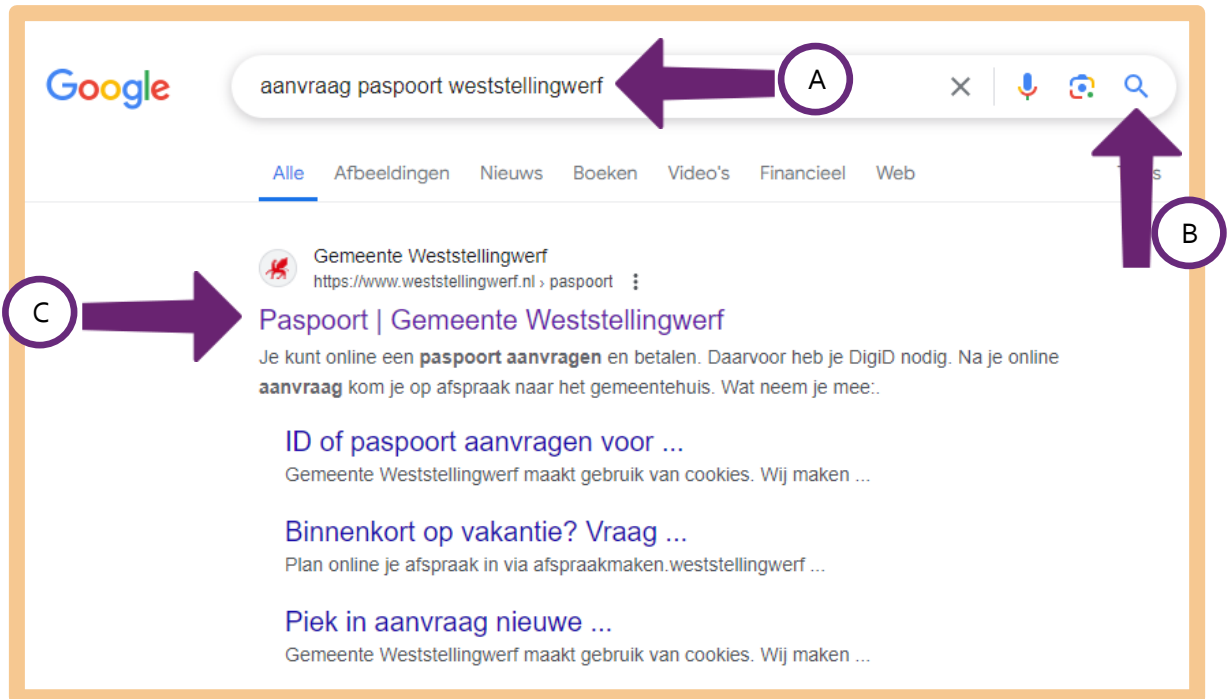 Google
aanvraag paspoort weststellingwerf
A
Alle Afbeeldingen Nieuws Boeken Video's Financieel Web
B
Gemeente Weststellingwerf
https://www.weststellingwerf.nl › paspoort
C
Paspoort | Gemeente Weststellingwerf
Je kunt online een paspoort aanvragen en betalen. Daarvoor heb je DigiD nodig. Na je online
aanvraag kom je op afspraak naar het gemeentehuis. Wat neem je mee:.
ID of paspoort aanvragen voor ...
Gemeente Weststellingwerf maakt gebruik van cookies. Wij maken ...
Binnenkort op vakantie? Vraag ...
Plan online je afspraak in via afspraakmaken.weststellingwerf ...
Piek in aanvraag nieuwe ...
Gemeente Weststellingwerf maakt gebruik van cookies. Wij maken ...